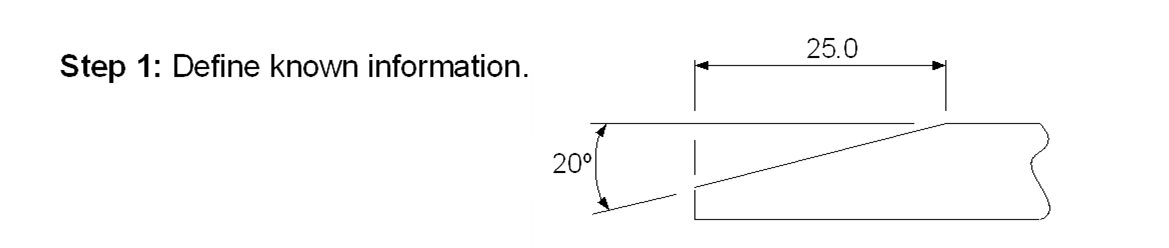 25.0
Step 1: Define known information.
20º